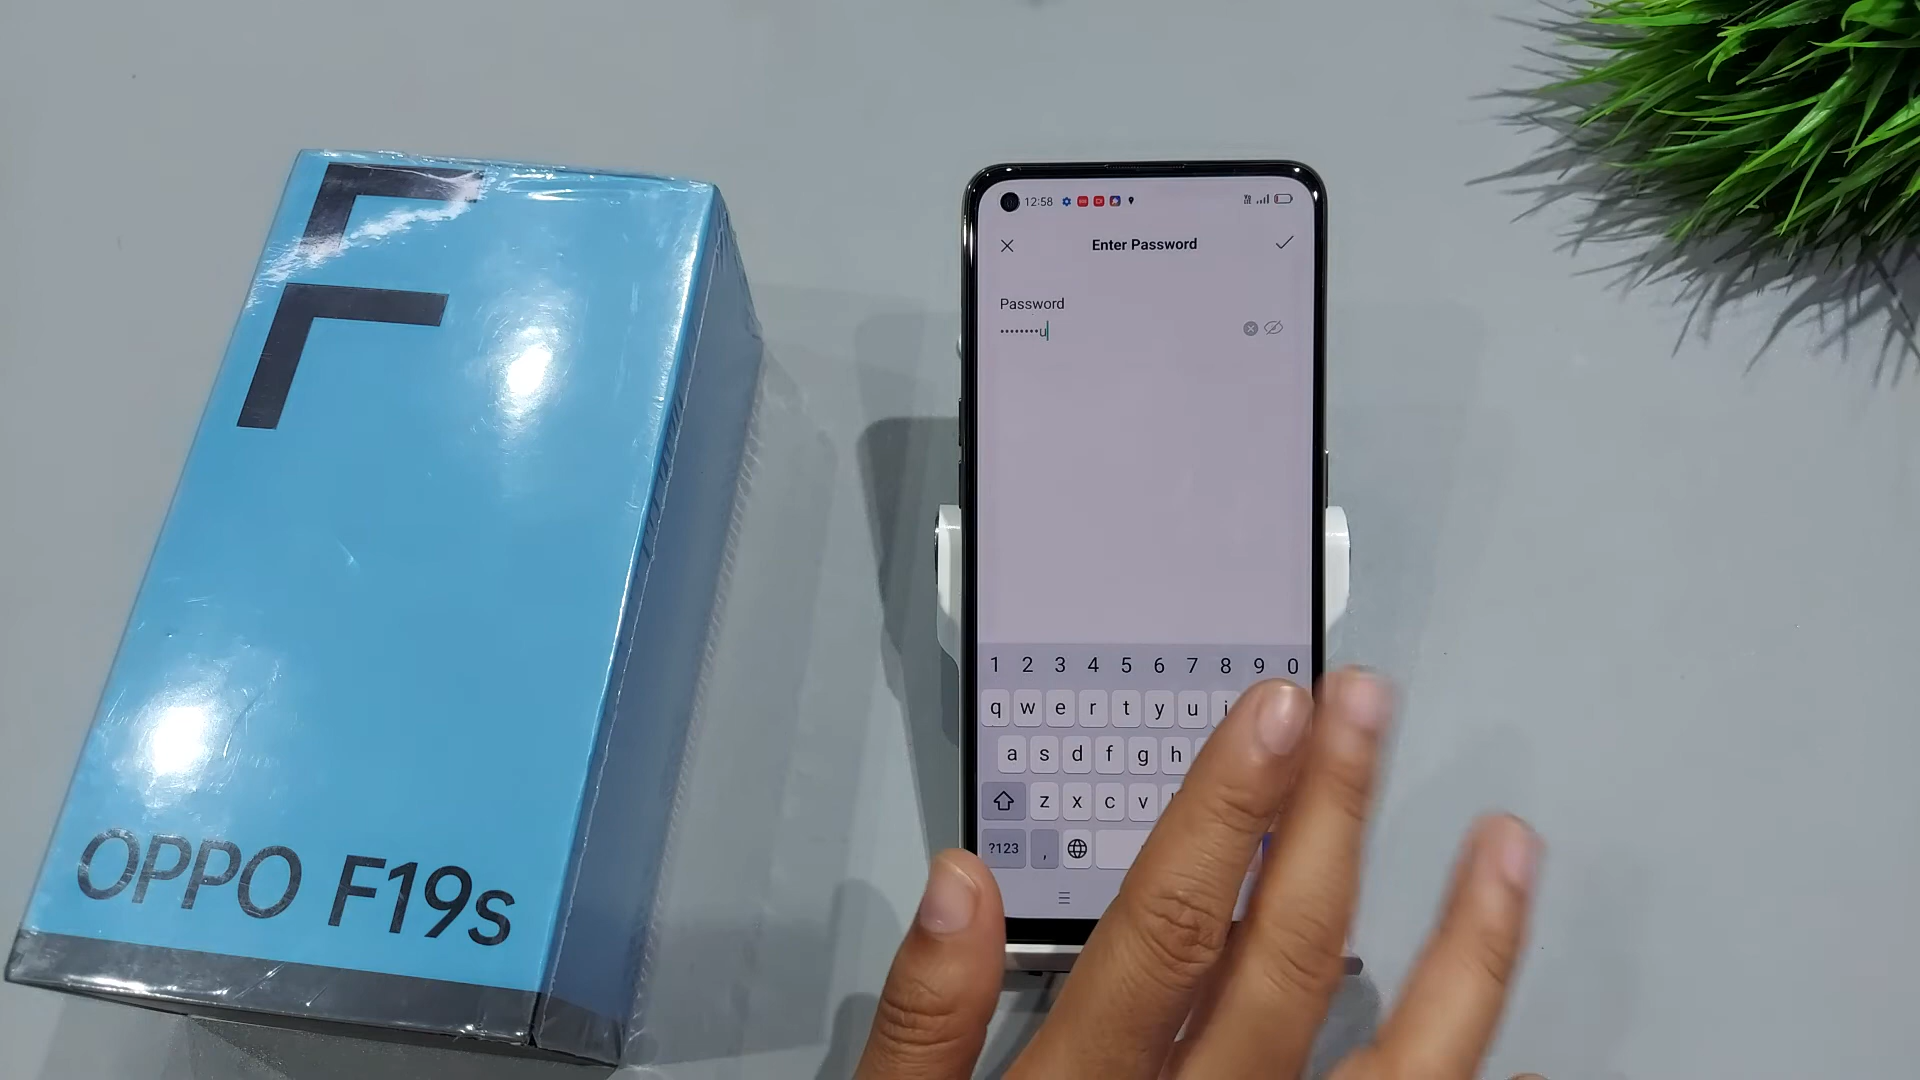 F
OPPO F19s
12:58
Enter Password
Password
••••••••u
1 2 3 4 5 6 7 8 9 0
q w e r t y u i
a s d f g h
z x c v
?123 ,